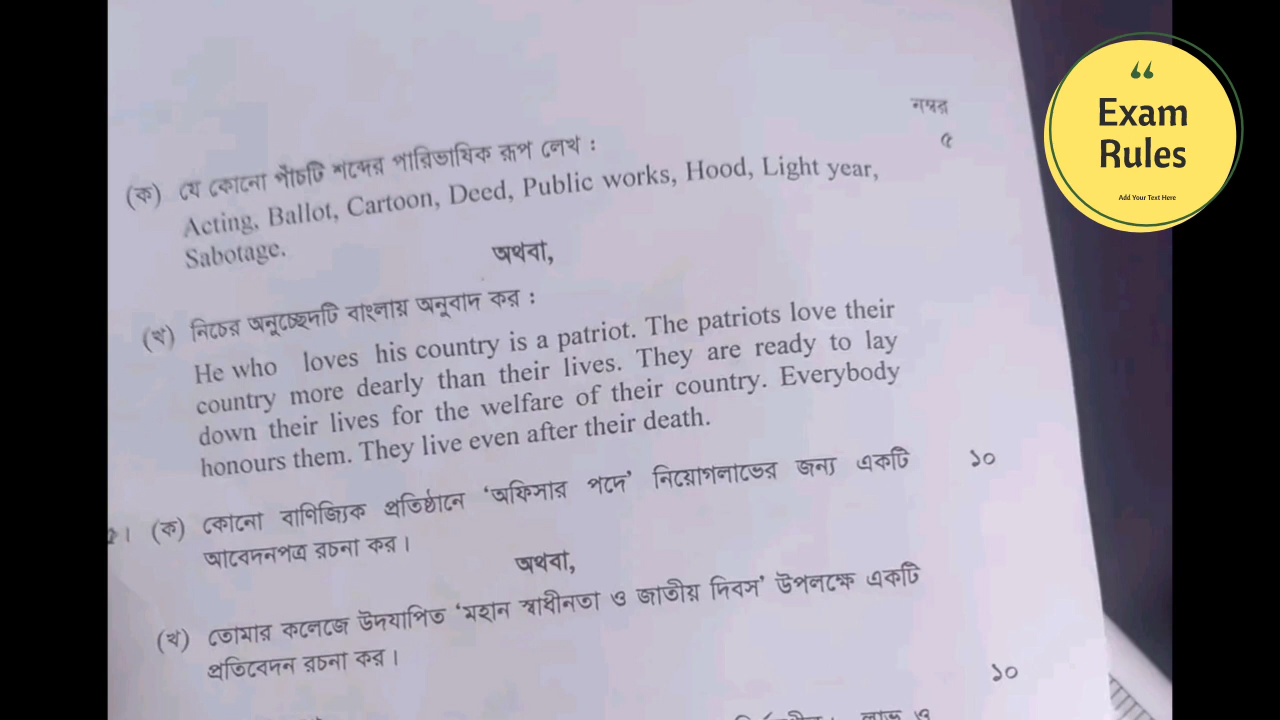 নম্বর
৫
(ক) যে কোনো পাঁচটি শব্দের পারিভাষিক রূপ লেখ :
Acting, Ballot, Cartoon, Deed, Public works, Hood, Light year,
Sabotage.
অথবা,
(খ) নিচের অনুচ্ছেদটি বাংলায় অনুবাদ কর :
He who loves his country is a patriot. The patriots love their
country more dearly than their lives. They are ready to lay
down their lives for the welfare of their country. Everybody
honours them. They live even after their death.
(ক) কোনো বাণিজ্যিক প্রতিষ্ঠানে ‘অফিসার পদে’ নিয়োগলাভের জন্য একটি ১০
আবেদনপত্র রচনা কর।
অথবা,
(খ) তোমার কলেজে উদযাপিত ‘মহান স্বাধীনতা ও জাতীয় দিবস’ উপলক্ষে একটি
প্রতিবেদন রচনা কর।
১০
“
Exam
Rules
Add Your Text Here